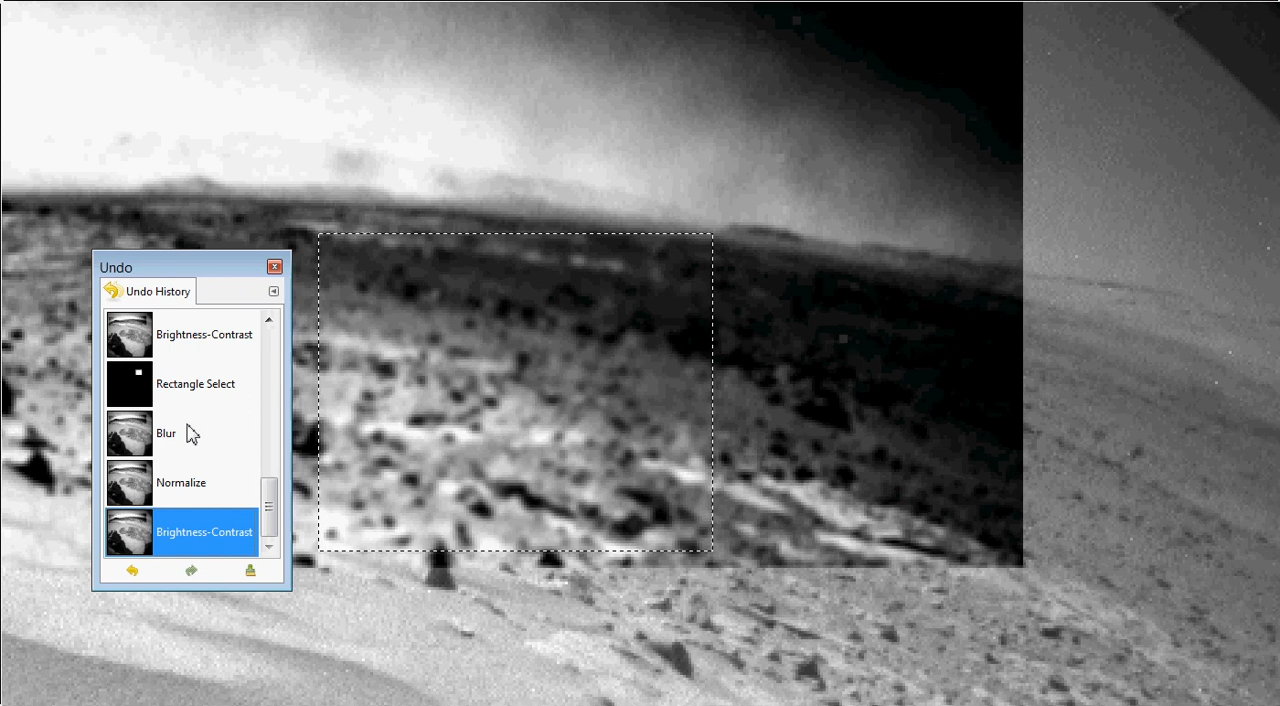 Undo
Undo History
Brightness-Contrast
Rectangle Select
Blur
Normalize
Brightness-Contrast